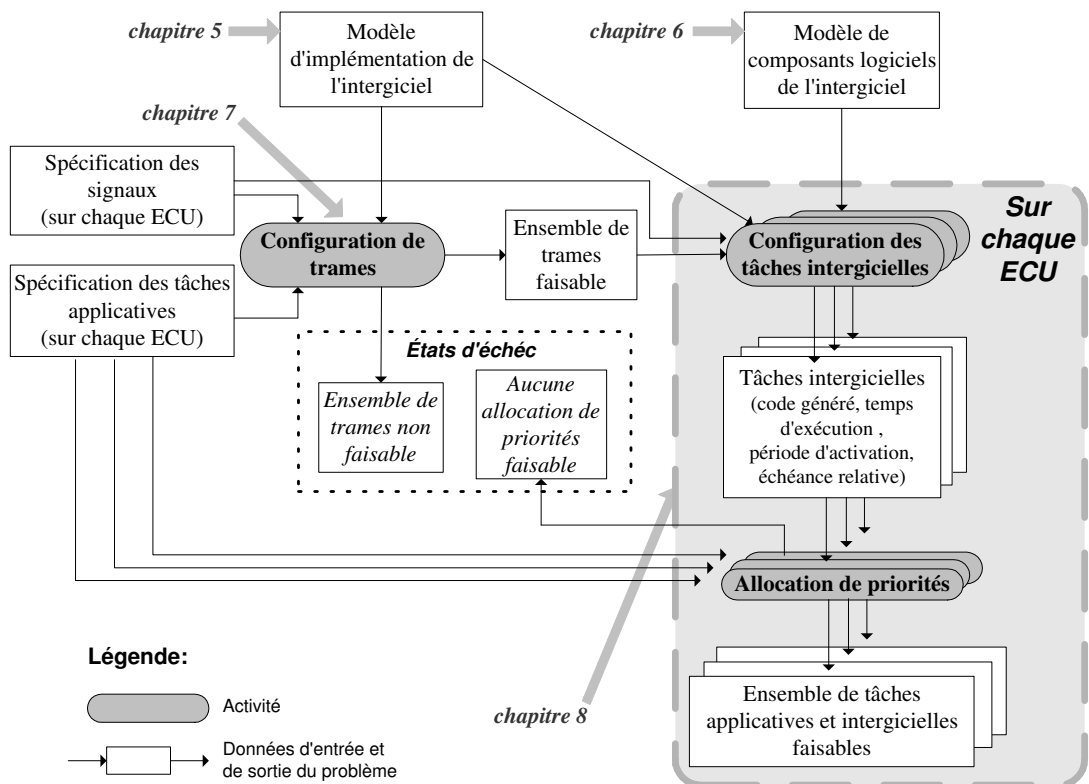 chapitre 5
Modèle
d'implémentation de
l'intergiciel
chapitre 6
Modèle de
composants logiciels
de l'intergiciel
chapitre 7
Spécification des
signaux
(sur chaque ECU)
Spécification des tâches
applicatives
(sur chaque ECU)
Configuration de
trames
Ensemble de
trames
faisable
Configuration des
tâches intergicielles
Sur
chaque
ECU
États d'échéc
Ensemble de
trames non
faisable
Aucune
allocation de
priorités
faisable
Tâches intergicielles
(code généré, temps
d'exécution ,
période d'activation,
échéance relative)
Allocation de priorités
Ensemble de tâches
applicatives et intergicielles
faisables
chapitre 8
Légende:
Activité
Données d'entrée et
de sortie du problème